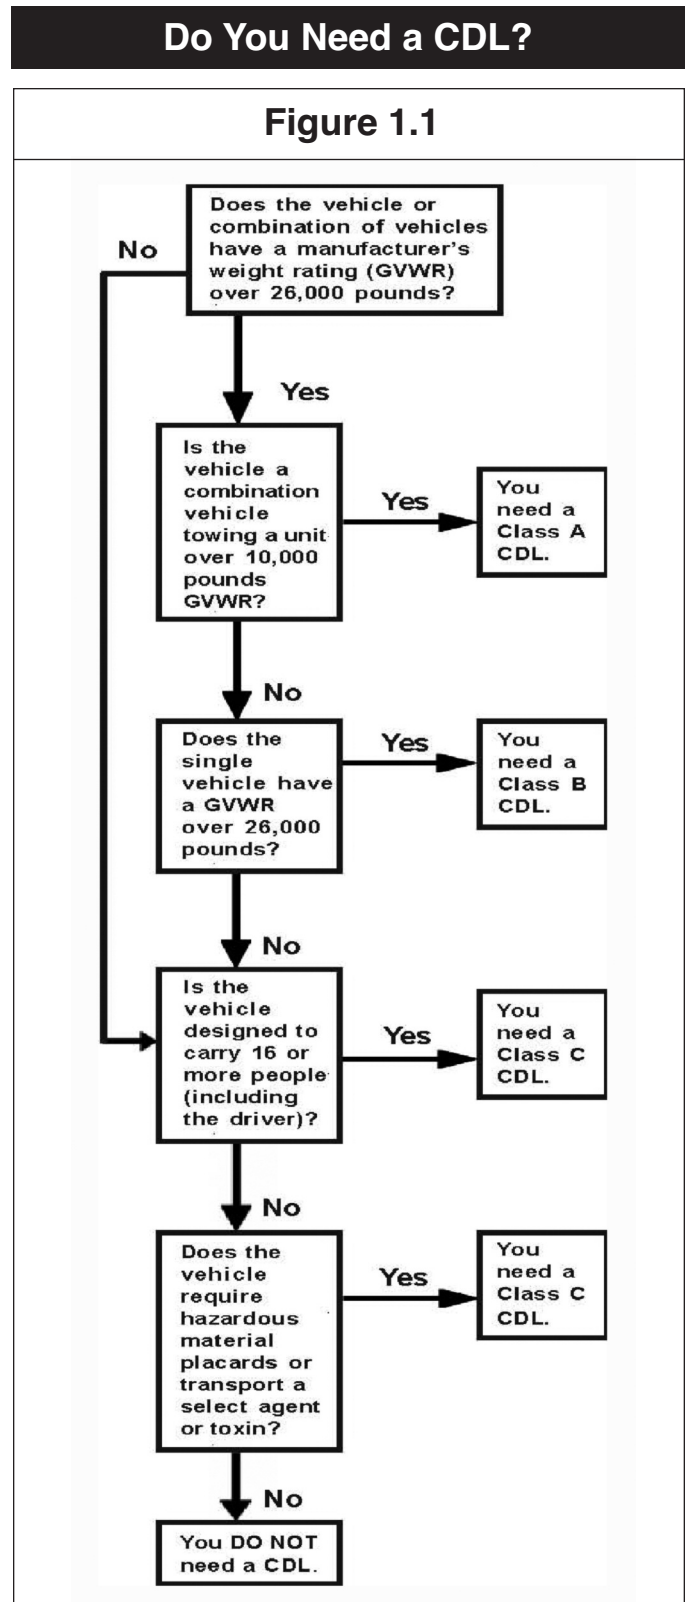 Do You Need a CDL?
Figure 1.1
Does the vehicle or
combination of vehicles
have a manufacturer's
weight rating (GVWR)
over 26,000 pounds?
No
Yes
Is the
vehicle a
combination
vehicle
towing a unit
over 10,000
pounds
GVWR?
Yes
You
need a
Class A
CDL.
No
Does the
single
vehicle have
a GVWR
over 26,000
pounds?
Yes
You
need a
Class B
CDL.
No
Is the
vehicle
designed to
carry 16 or
more people
(including
the driver)?
Yes
You
need a
Class C
CDL.
No
Does the
vehicle
require
hazardous
material
placards or
transport a
select agent
or toxin?
Yes
You
need a
Class C
CDL.
No
You DO NOT
need a CDL.